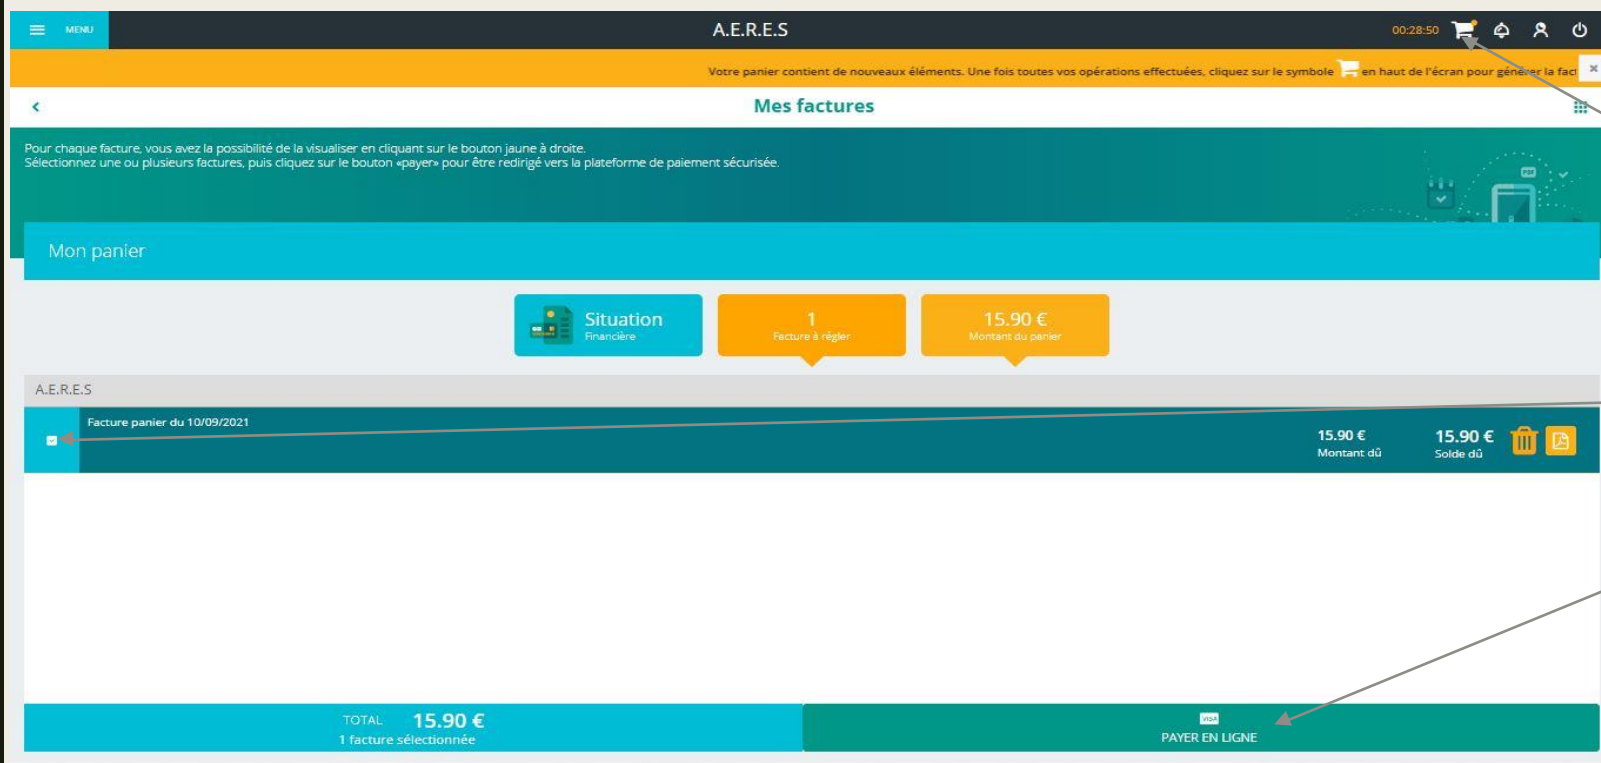 MENU
A.E.R.E.S
00:28:50
Votre panier contient de nouveaux éléments. Une fois toutes vos opérations effectuées, cliquez sur le symbole en haut de l'écran pour générer la fact
Mes factures
Pour chaque facture, vous avez la possibilité de la visualiser en cliquant sur le bouton jaune à droite.
Sélectionnez une ou plusieurs factures, puis cliquez sur le bouton «payer» pour être redirigé vers la plateforme de paiement sécurisée.
PDF
Mon panier
Situation
Financière
1
Facture à régler
15.90 €
Montant du panier
A.E.R.E.S
Facture panier du 10/09/2021
15.90 €
Montant dû
15.90 €
Solde dû
TOTAL 15.90 €
1 facture sélectionnée
VISA
PAYER EN LIGNE